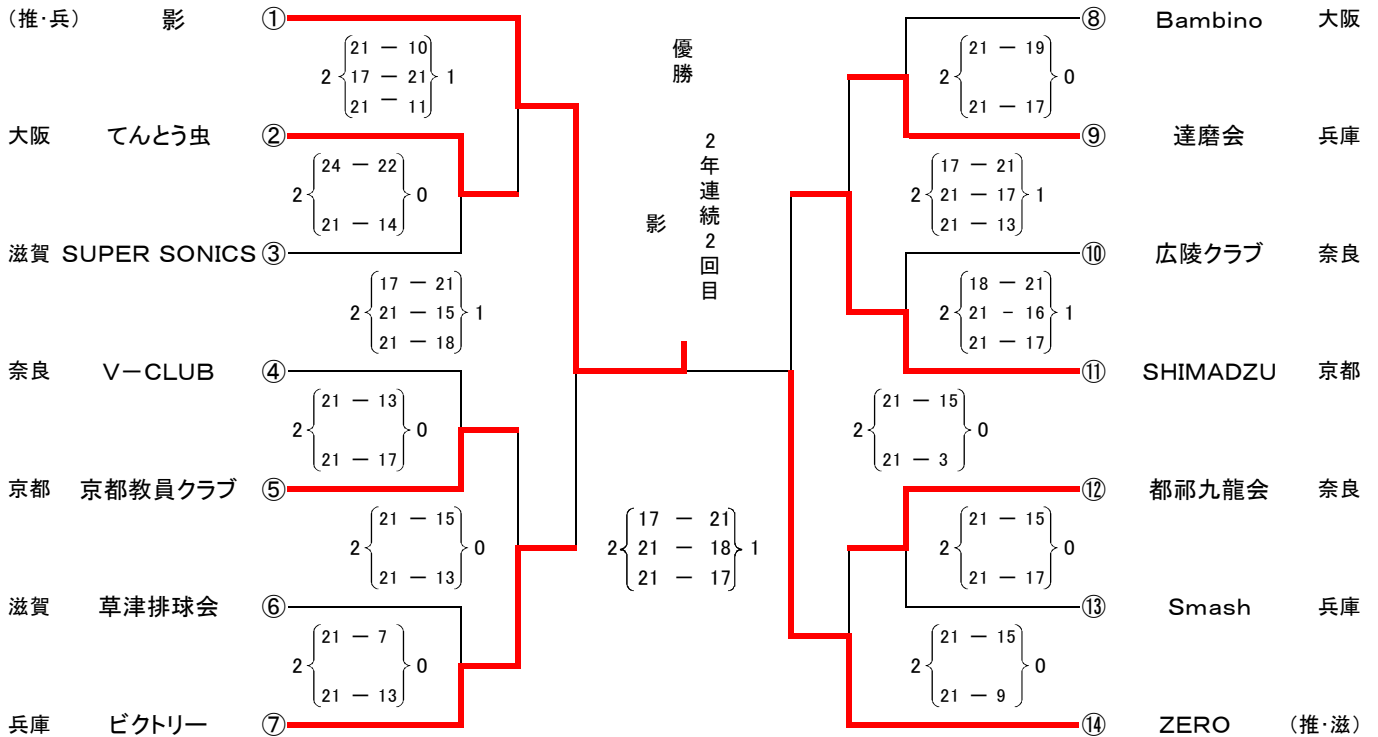 (推・兵) 影 ①
2 21 － 10 1
17 － 21
21 － 11
大阪 てんとう虫 ②
2 24 － 22 0
21 － 14
滋賀 SUPER SONICS ③
2 17 － 21 1
21 － 15
21 － 18
奈良 V－CLUB ④
2 21 － 13 0
21 － 17
京都 京都教員クラブ ⑤
2 21 － 15 0
21 － 13
滋賀 草津排球会 ⑥
2 21 － 7 0
21 － 13
兵庫 ビクトリー ⑦
優勝
2年連続2回目
影
2 17 － 21 1
21 － 18
21 － 17
⑧ Bambino 大阪
2 21 － 19 0
21 － 17
⑨ 達磨会 兵庫
2 17 － 21 1
21 － 17
21 － 13
⑩ 広陵クラブ 奈良
2 18 － 21 1
21 - 16
21 － 17
⑪ SHIMADZU 京都
2 21 － 15 0
21 － 3
⑫ 都祁九龍会 奈良
2 21 － 15 0
21 － 17
⑬ Smash 兵庫
2 21 － 15 0
21 － 9
⑭ ZERO (推・滋)